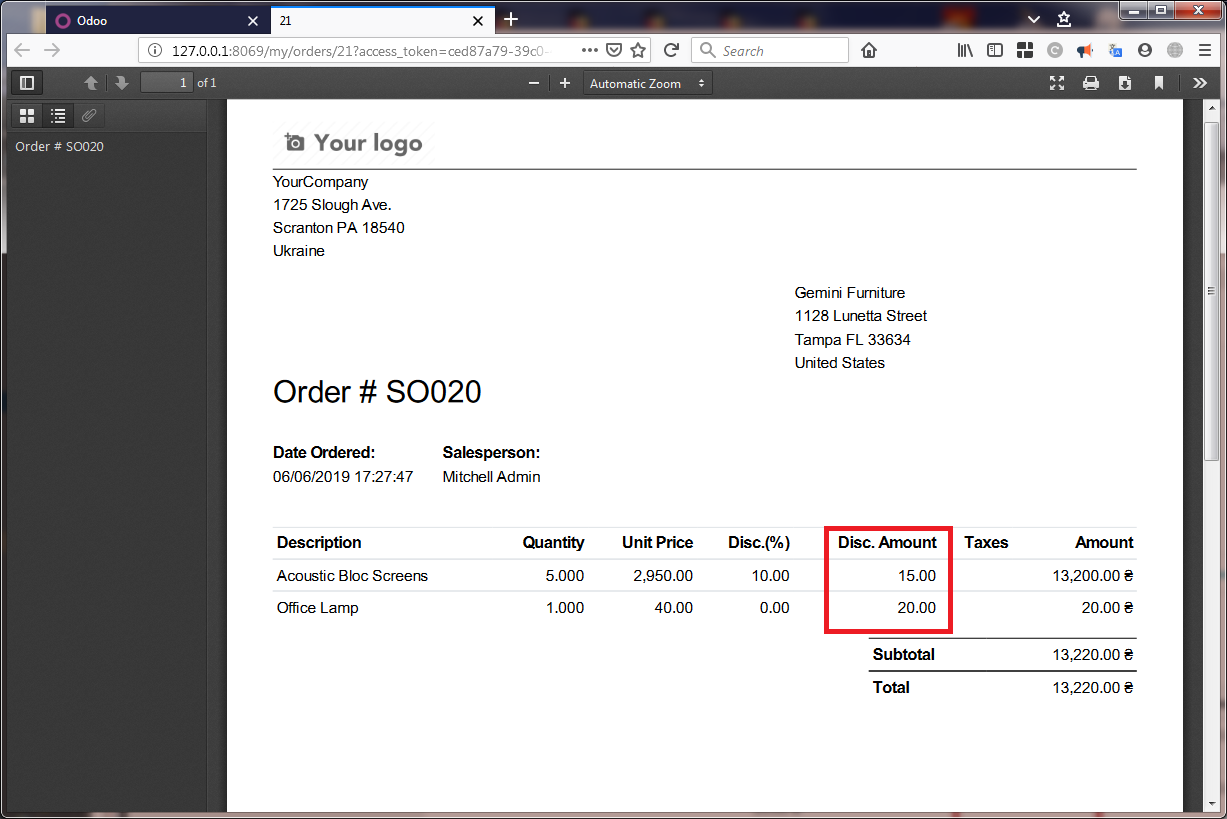 Odoo
21
127.0.0.1:8069/my/orders/21?access_token=ced87a79-39c0-
Search
1 of 1
Automatic Zoom
Order # SO020
Your logo
YourCompany
1725 Slough Ave.
Scranton PA 18540
Ukraine
Gemini Furniture
1128 Lunetta Street
Tampa FL 33634
United States
Order # SO020
Date Ordered: Salesperson:
06/06/2019 17:27:47 Mitchell Admin
Description Quantity Unit Price Disc.(%) Disc. Amount Taxes Amount
Acoustic Bloc Screens 5.000 2,950.00 10.00 15.00 13,200.00 ₴
Office Lamp 1.000 40.00 0.00 20.00 20.00 ₴
Subtotal 13,220.00 ₴
Total 13,220.00 ₴